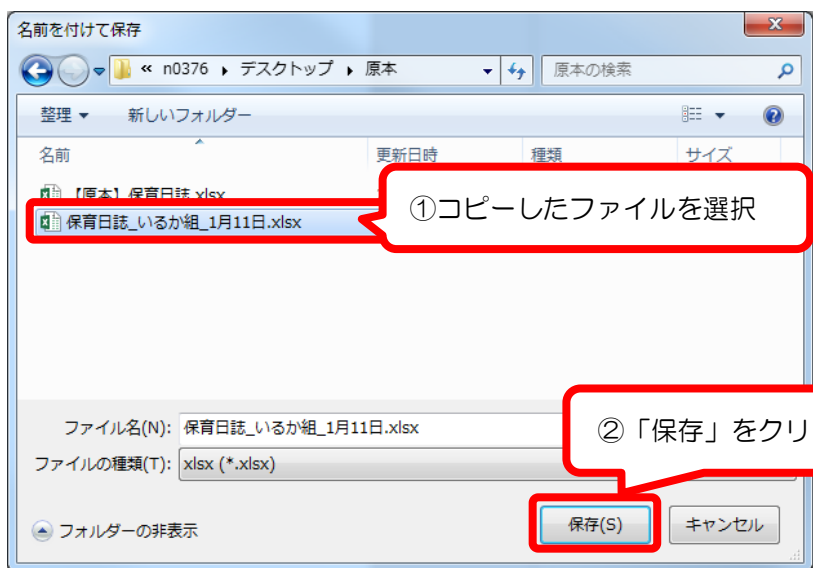 名前を付けて保存
« n0376 ▸ デスクトップ ▸ 原本
原本の検索
整理 ▼ 新しいフォルダー
名前 更新日時 種類 サイズ
【原本】保育日誌.xlsx
保育日誌_いるか組_1月11日.xlsx
①コピーしたファイルを選択
ファイル名(N): 保育日誌_いるか組_1月11日.xlsx
②「保存」をクリ
ファイルの種類(T): xlsx (*.xlsx)
フォルダーの非表示
保存(S) キャンセル